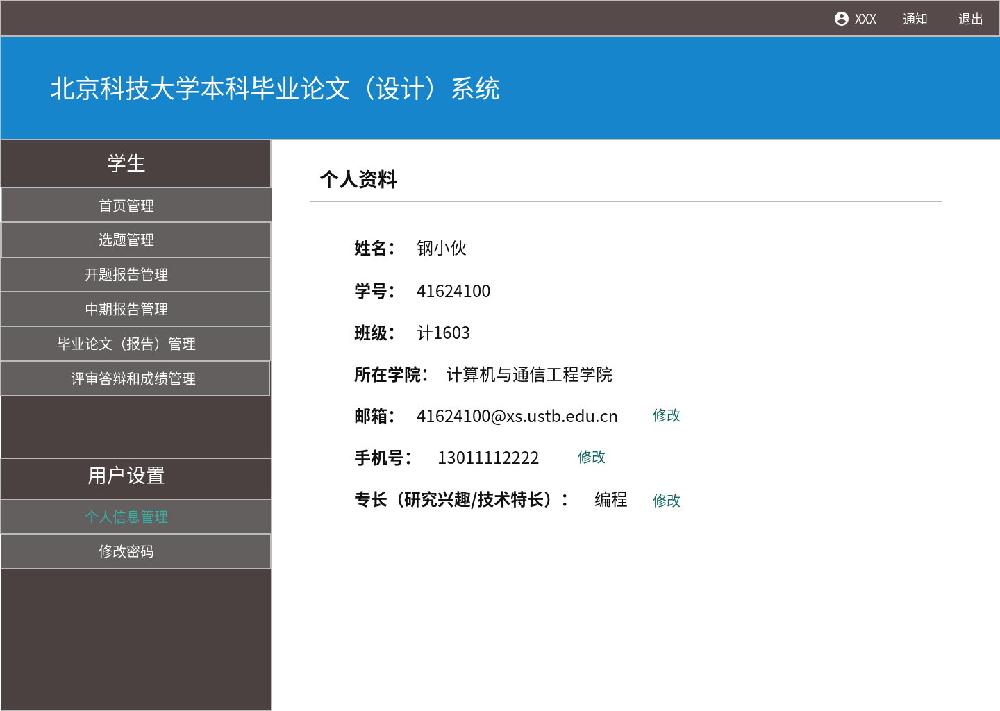 XXX 通知 退出
北京科技大学本科毕业论文（设计）系统
学生
首页管理
选题管理
开题报告管理
中期报告管理
毕业论文（报告）管理
评审答辩和成绩管理
用户设置
个人信息管理
修改密码
个人资料
姓名： 钢小伙
学号： 41624100
班级： 计1603
所在学院： 计算机与通信工程学院
邮箱： 41624100@xs.ustb.edu.cn 修改
手机号： 13011112222 修改
专长（研究兴趣/技术特长）： 编程 修改